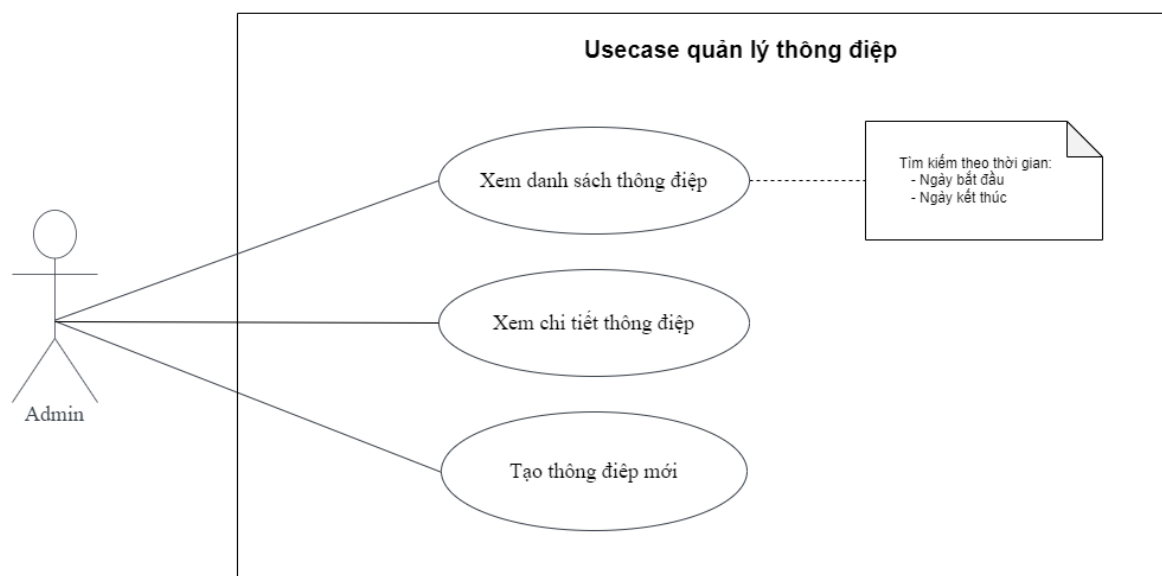 Usecase quản lý thông điệp
Xem danh sách thông điệp
Tìm kiếm theo thời gian:
- Ngày bắt đầu
- Ngày kết thúc
Xem chi tiết thông điệp
Admin
Tạo thông điêp mới